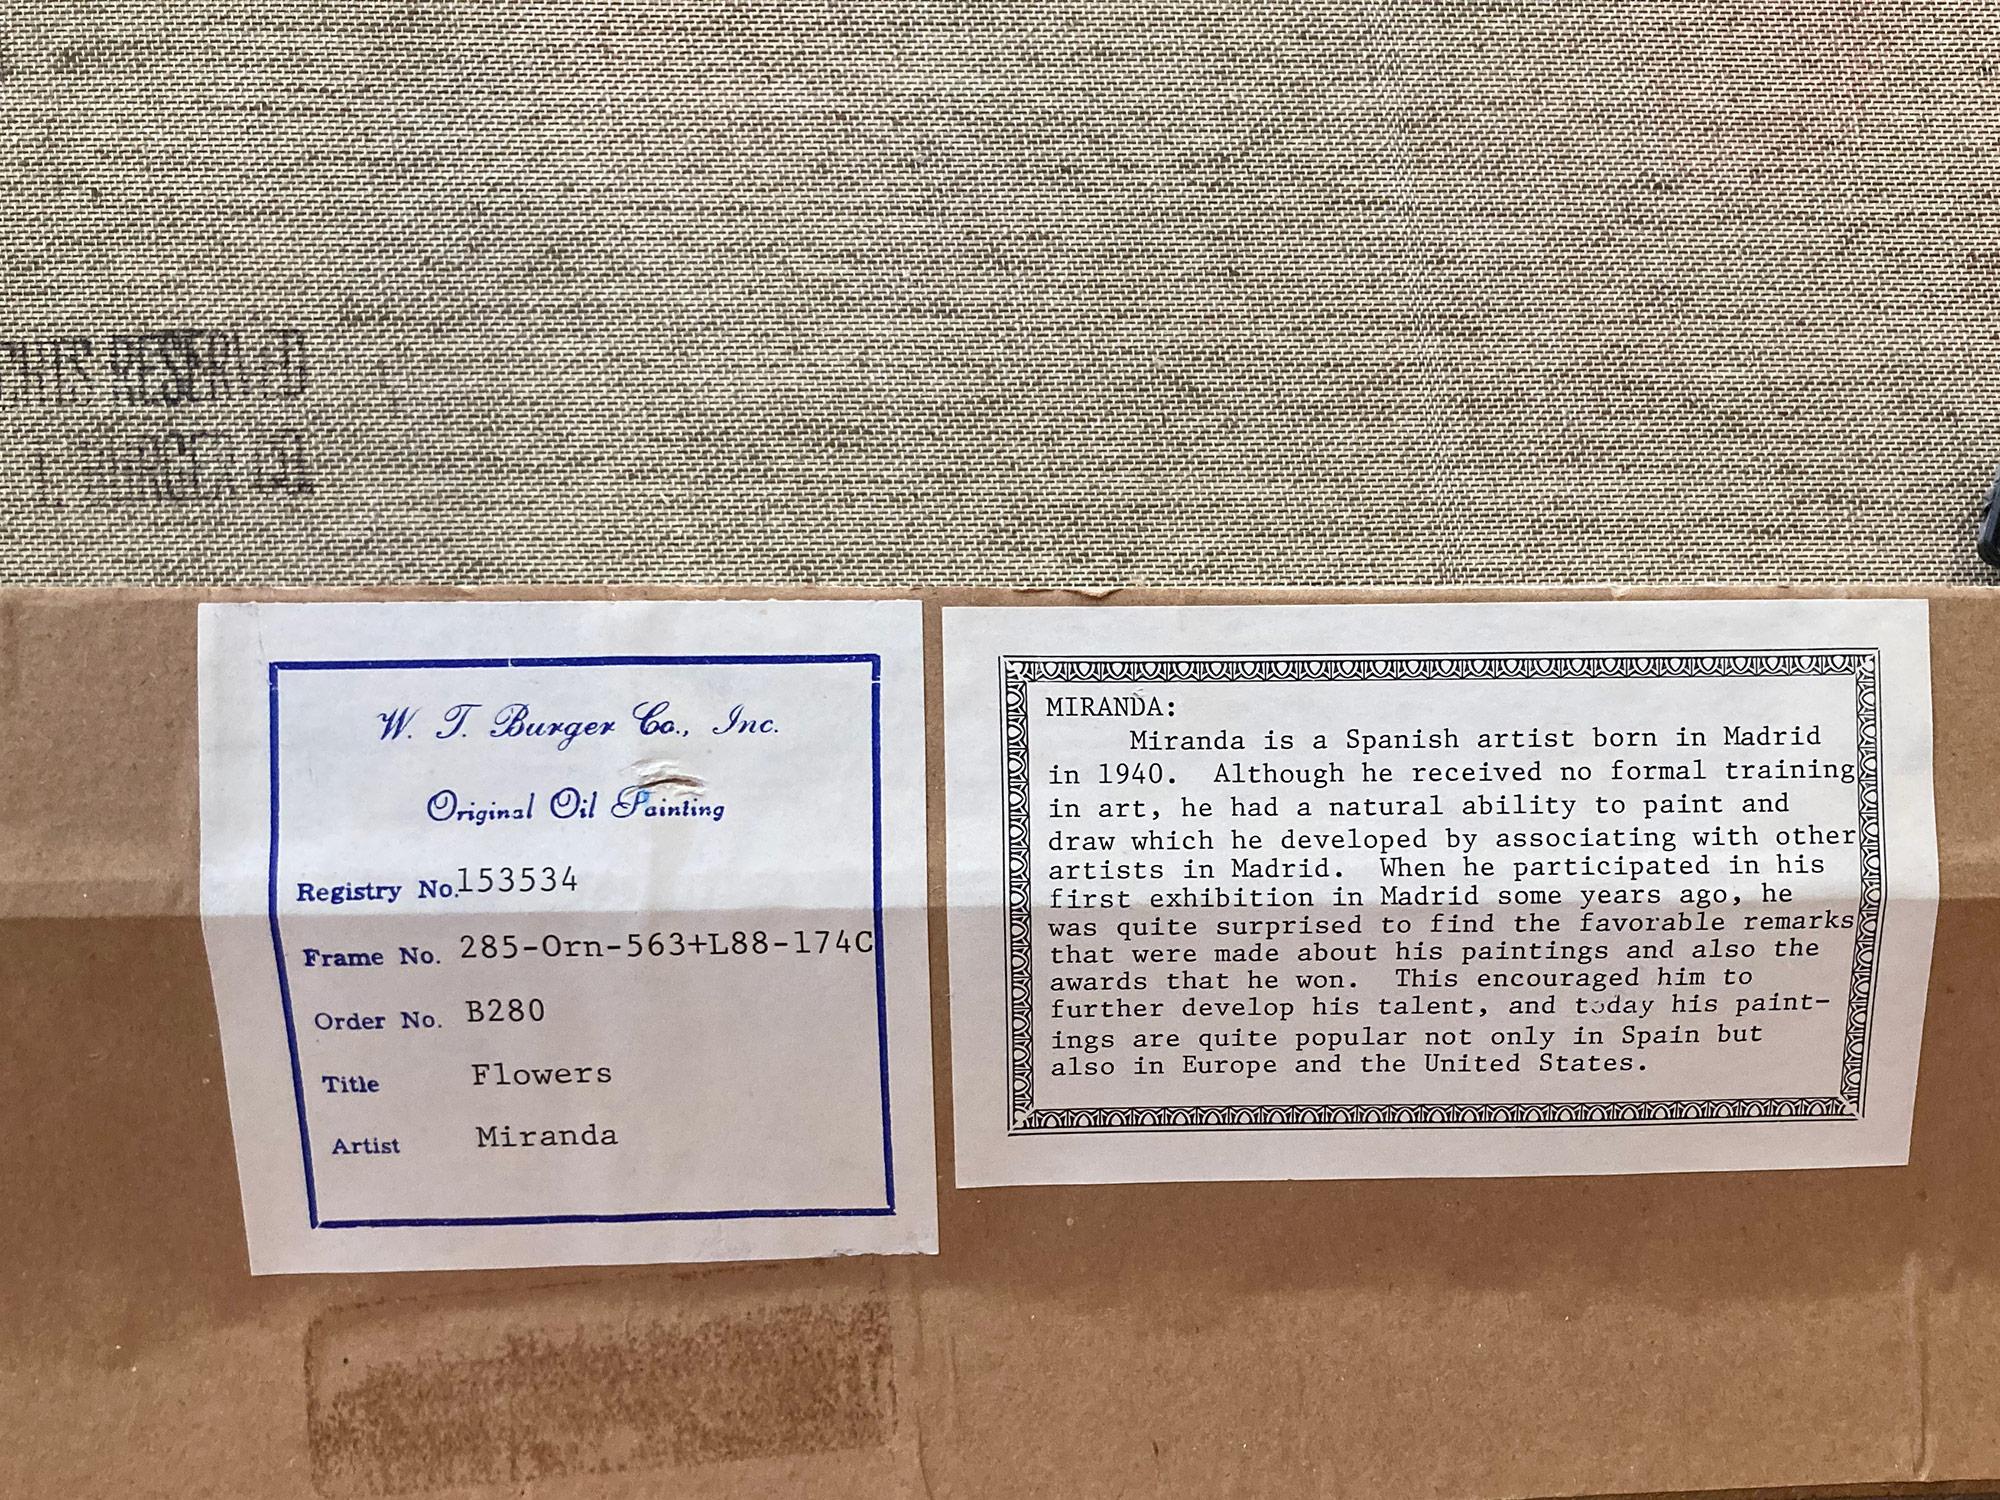 RESERVED
W. T. Burger Co., Inc.
Original Oil Painting
Registry No. 153534
Frame No. 285-Orn-563+L88-174C
Order No. B280
Title Flowers
Artist Miranda
MIRANDA:
Miranda is a Spanish artist born in Madrid
in 1940. Although he received no formal training
in art, he had a natural ability to paint and
draw which he developed by associating with other
artists in Madrid. When he participated in his
first exhibition in Madrid some years ago, he
was quite surprised to find the favorable remarks
that were made about his paintings and also the
awards that he won. This encouraged him to
further develop his talent, and today his paint-
ings are quite popular not only in Spain but
also in Europe and the United States.